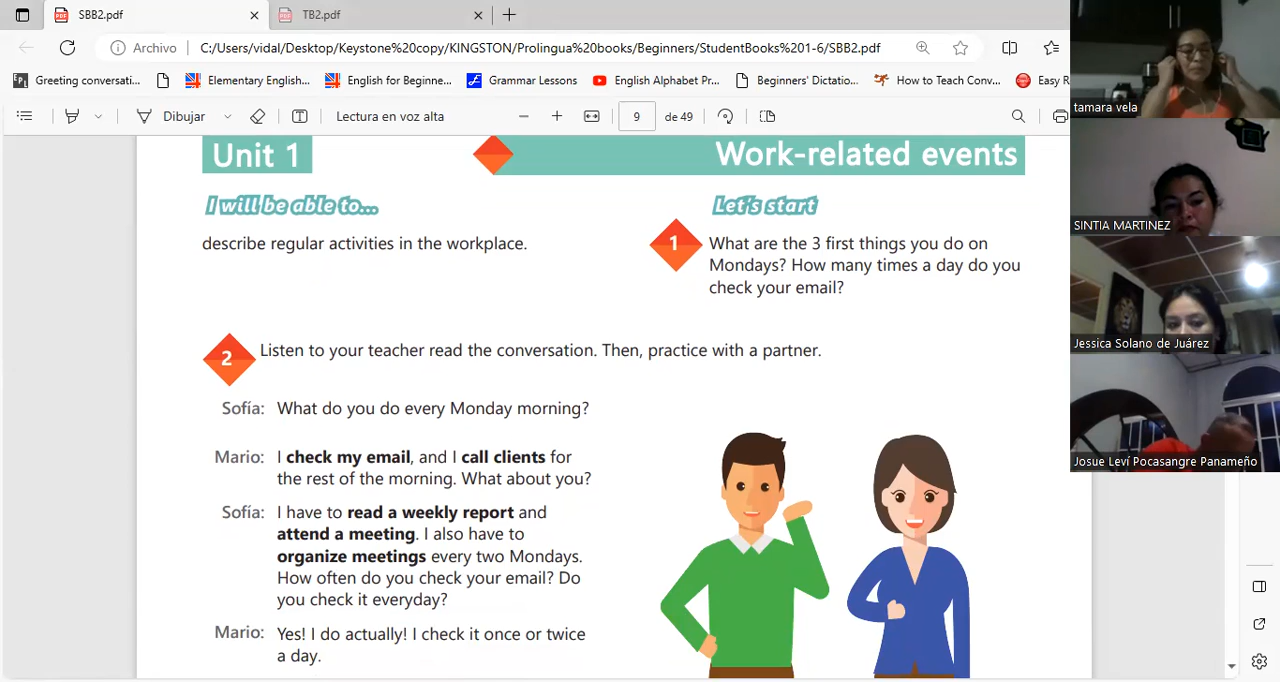 SBB2.pdf
TB2.pdf
Archivo
C:/Users/vidal/Desktop/Keystone%20copy/KINGSTON/Prolingua%20books/Beginners/StudentBooks%201-6/SBB2.pdf
Greeting conversati...
Elementary English...
English for Beginne...
Grammar Lessons
English Alphabet Pr...
Beginners' Dictatio...
How to Teach Conv...
Easy R
Dibujar
Lectura en voz alta
9
de 49
Unit 1
Work-related events
I will be able to...
Let's start
describe regular activities in the workplace.
1
What are the 3 first things you do on
Mondays? How many times a day do you
check your email?
2
Listen to your teacher read the conversation. Then, practice with a partner.
Sofía: What do you do every Monday morning?
Mario: I check my email, and I call clients for
the rest of the morning. What about you?
Sofía: I have to read a weekly report and
attend a meeting. I also have to
organize meetings every two Mondays.
How often do you check your email? Do
you check it everyday?
Mario: Yes! I do actually! I check it once or twice
a day.
tamara vela
SINTIA MARTINEZ
Jessica Solano de Juárez
Josue Leví Pocasangre Panameño